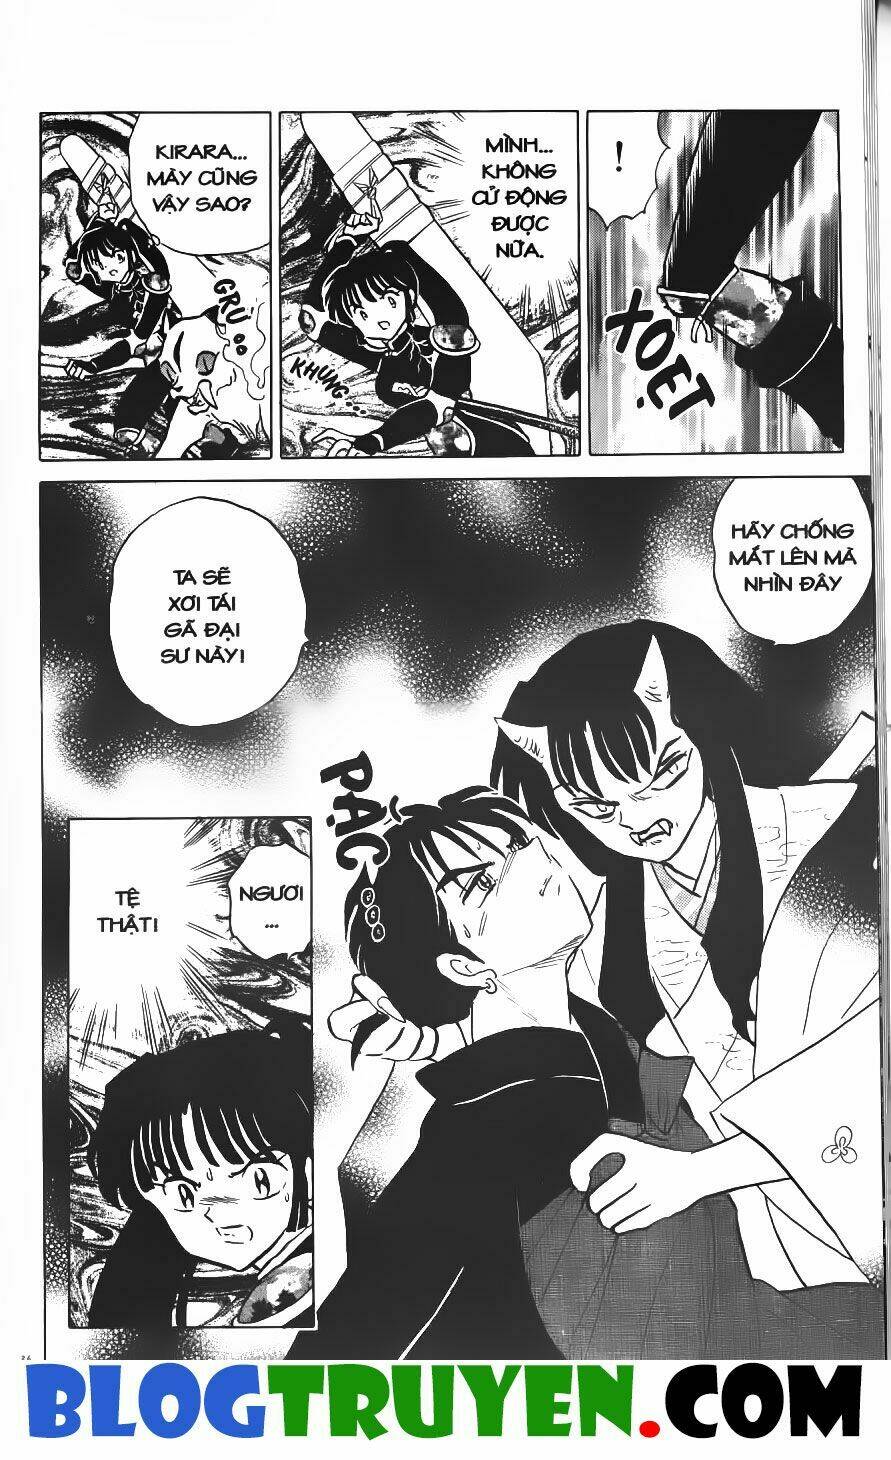 !
XOẸT
MÌNH...
KHÔNG
CỬ ĐỘNG
ĐƯỢC
NỮA.
KHỰNG...
KIRARA...
MÀY CŨNG
VẬY SAO?
GRỪ
HÃY CHỐNG
MẮT LÊN MÀ
NHÌN ĐÂY
TA SẼ
XƠI TÁI
GÃ ĐẠI
SƯ NÀY!
PẶC...
NGƯƠI
...
TỆ
THẬT!
BLOGTRUYEN.COM